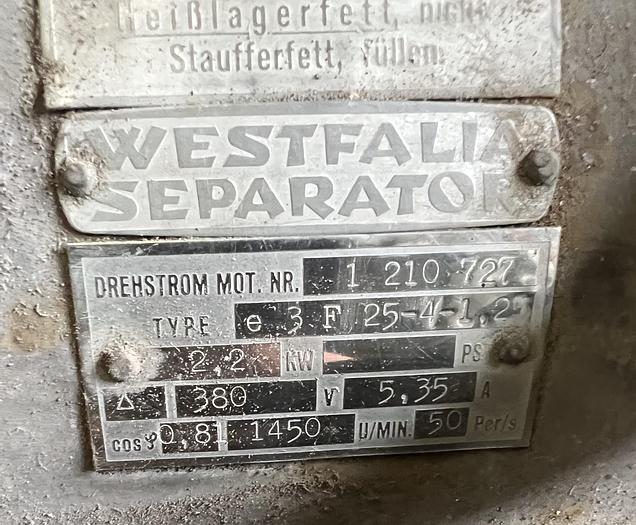 Heißlagerfett, nicht
Staufferfett, füllen.
WESTFALIA
SEPARATOR
DREHSTROM MOT. NR. 1 210 727
TYPE e 3 F 25-4-1,25
2,2 KW PS
Δ 380 V 5,35 A
cos φ 0,81 1450 U/MIN. 50 Per/s